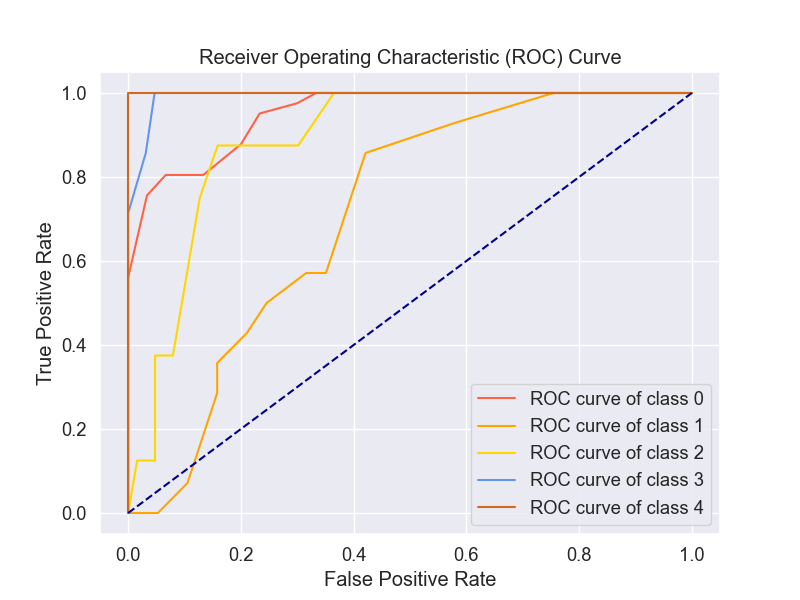 Receiver Operating Characteristic (ROC) Curve
True Positive Rate
1.0
0.8
0.6
0.4
0.2
0.0
ROC curve of class 0
ROC curve of class 1
ROC curve of class 2
ROC curve of class 3
ROC curve of class 4
0.0 0.2 0.4 0.6 0.8 1.0
False Positive Rate